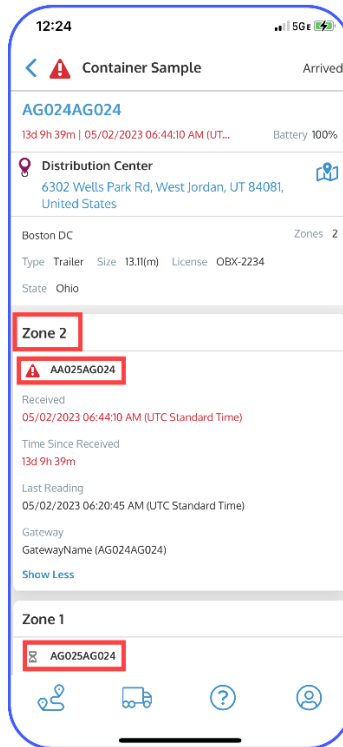 12:24 5G E
Container Sample Arrived
AG024AG024
13d 9h 39m | 05/02/2023 06:44:10 AM (UT... Battery 100%
Distribution Center
6302 Wells Park Rd, West Jordan, UT 84081,
United States
Boston DC Zones 2
Type Trailer Size 13.11(m) License OBX-2234
State Ohio
Zone 2
AA025AG024
Received
05/02/2023 06:44:10 AM (UTC Standard Time)
Time Since Received
13d 9h 39m
Last Reading
05/02/2023 06:20:45 AM (UTC Standard Time)
Gateway
GatewayName (AG024AG024)
Show Less
Zone 1
AG025AG024